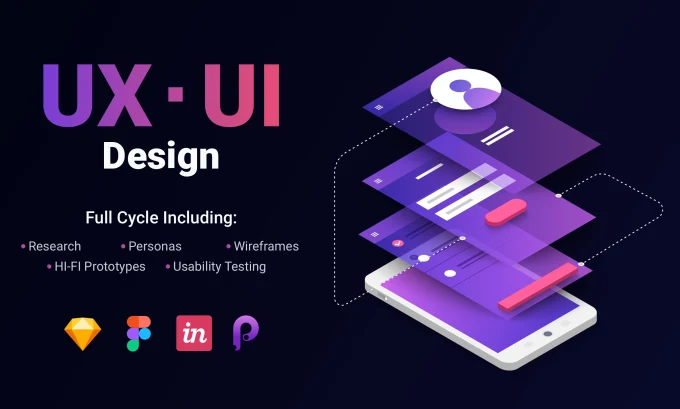 UX · UI
Design
Full Cycle Including:
• Research • Personas • Wireframes
• HI-FI Prototypes • Usability Testing
in